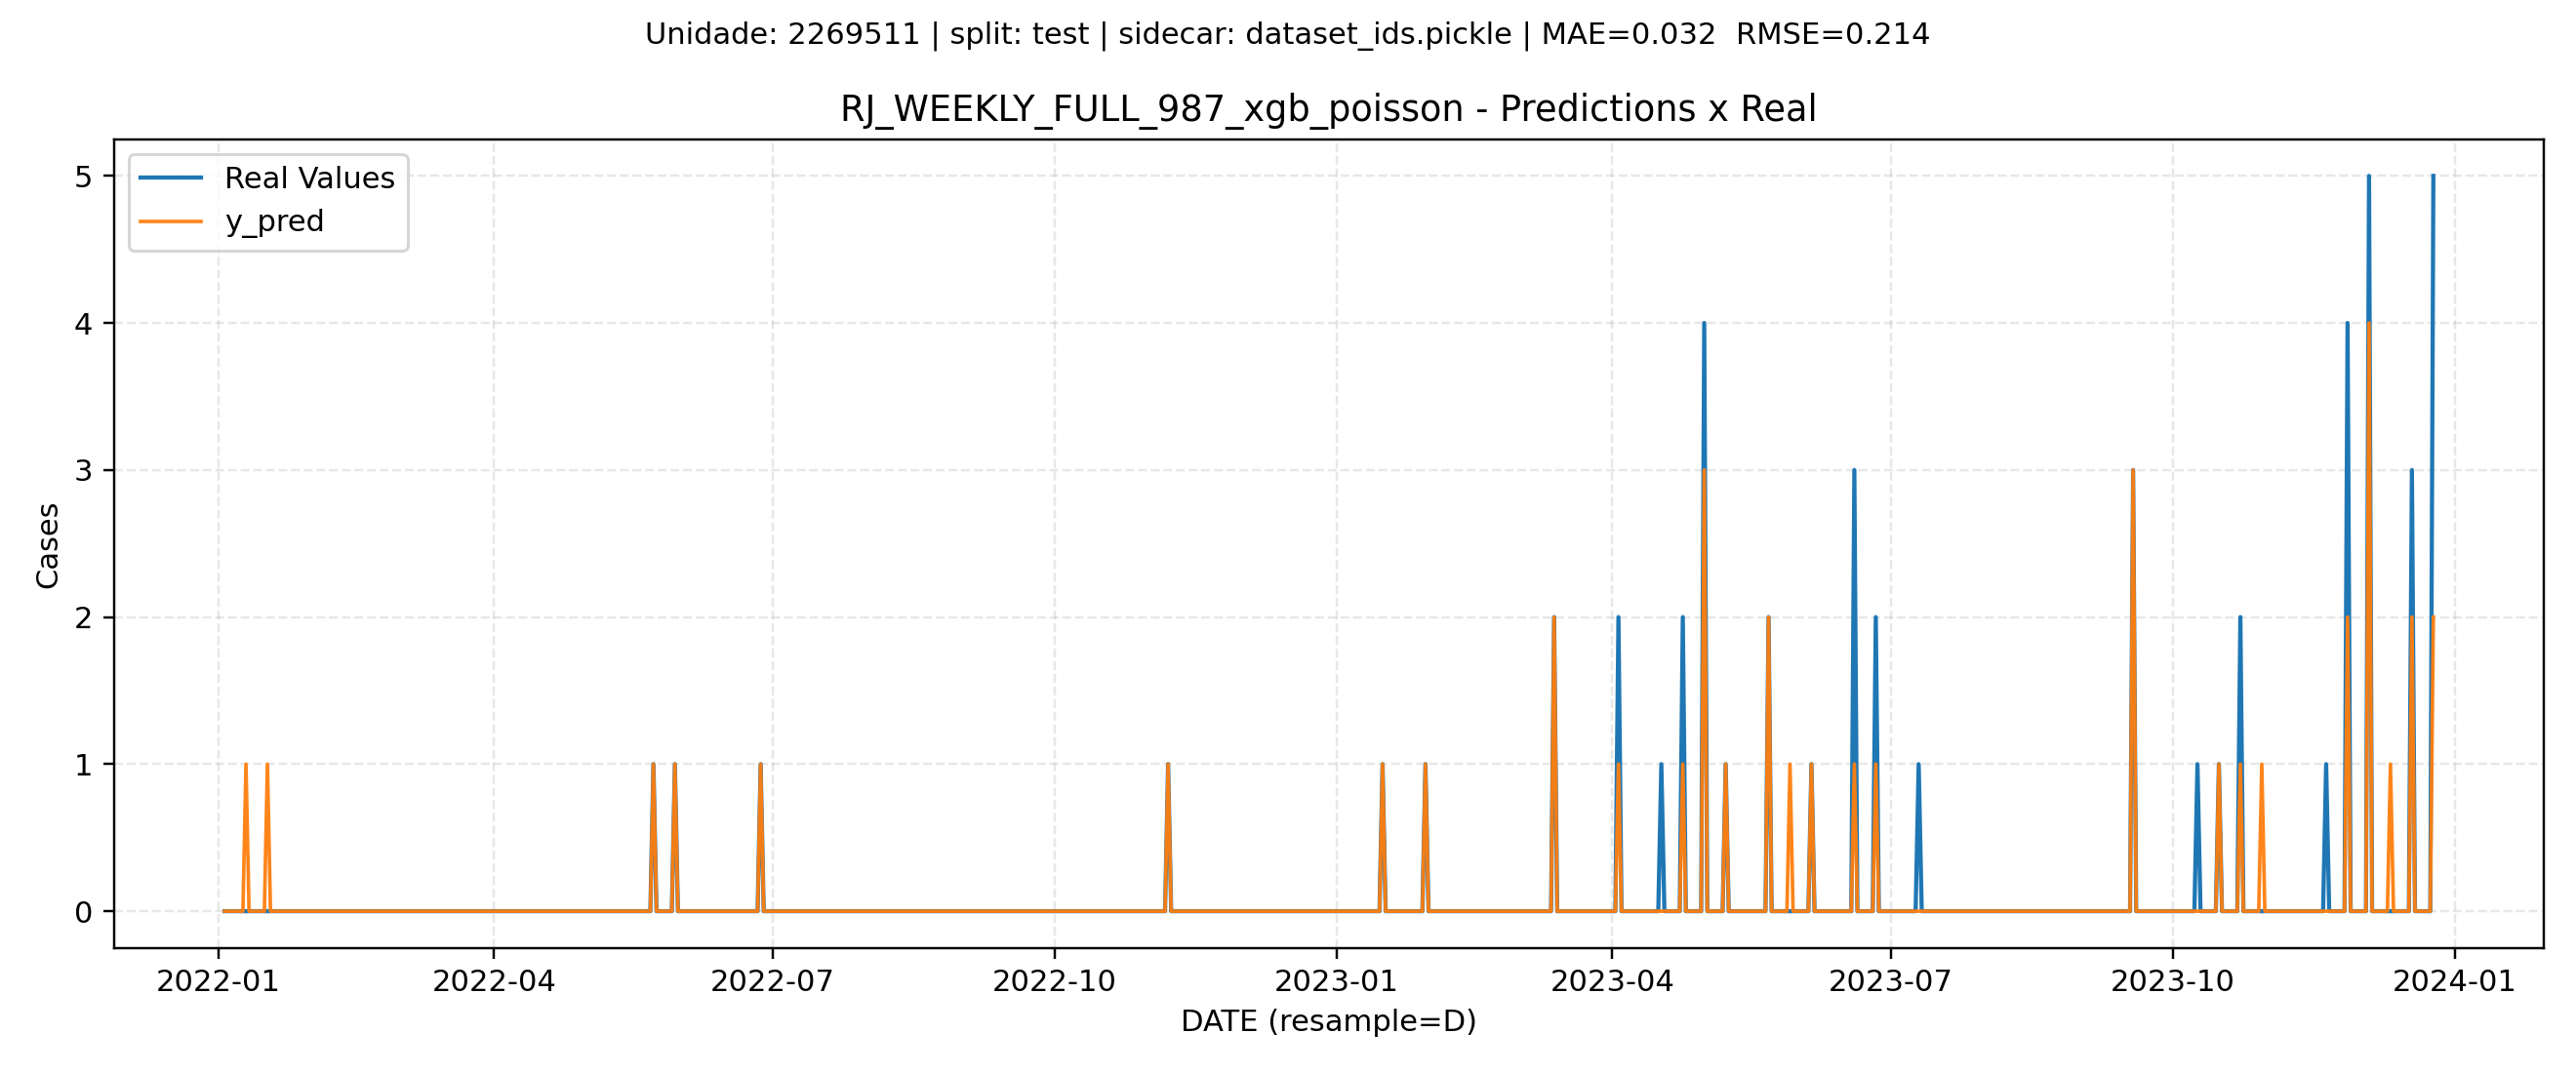 Unidade: 2269511 | split: test | sidecar: dataset_ids.pickle | MAE=0.032  RMSE=0.214
RJ_WEEKLY_FULL_987_xgb_poisson - Predictions x Real
Real Values
y_pred
5
4
3
2
1
0
Cases
2022-01
2022-04
2022-07
2022-10
2023-01
2023-04
2023-07
2023-10
2024-01
DATE (resample=D)